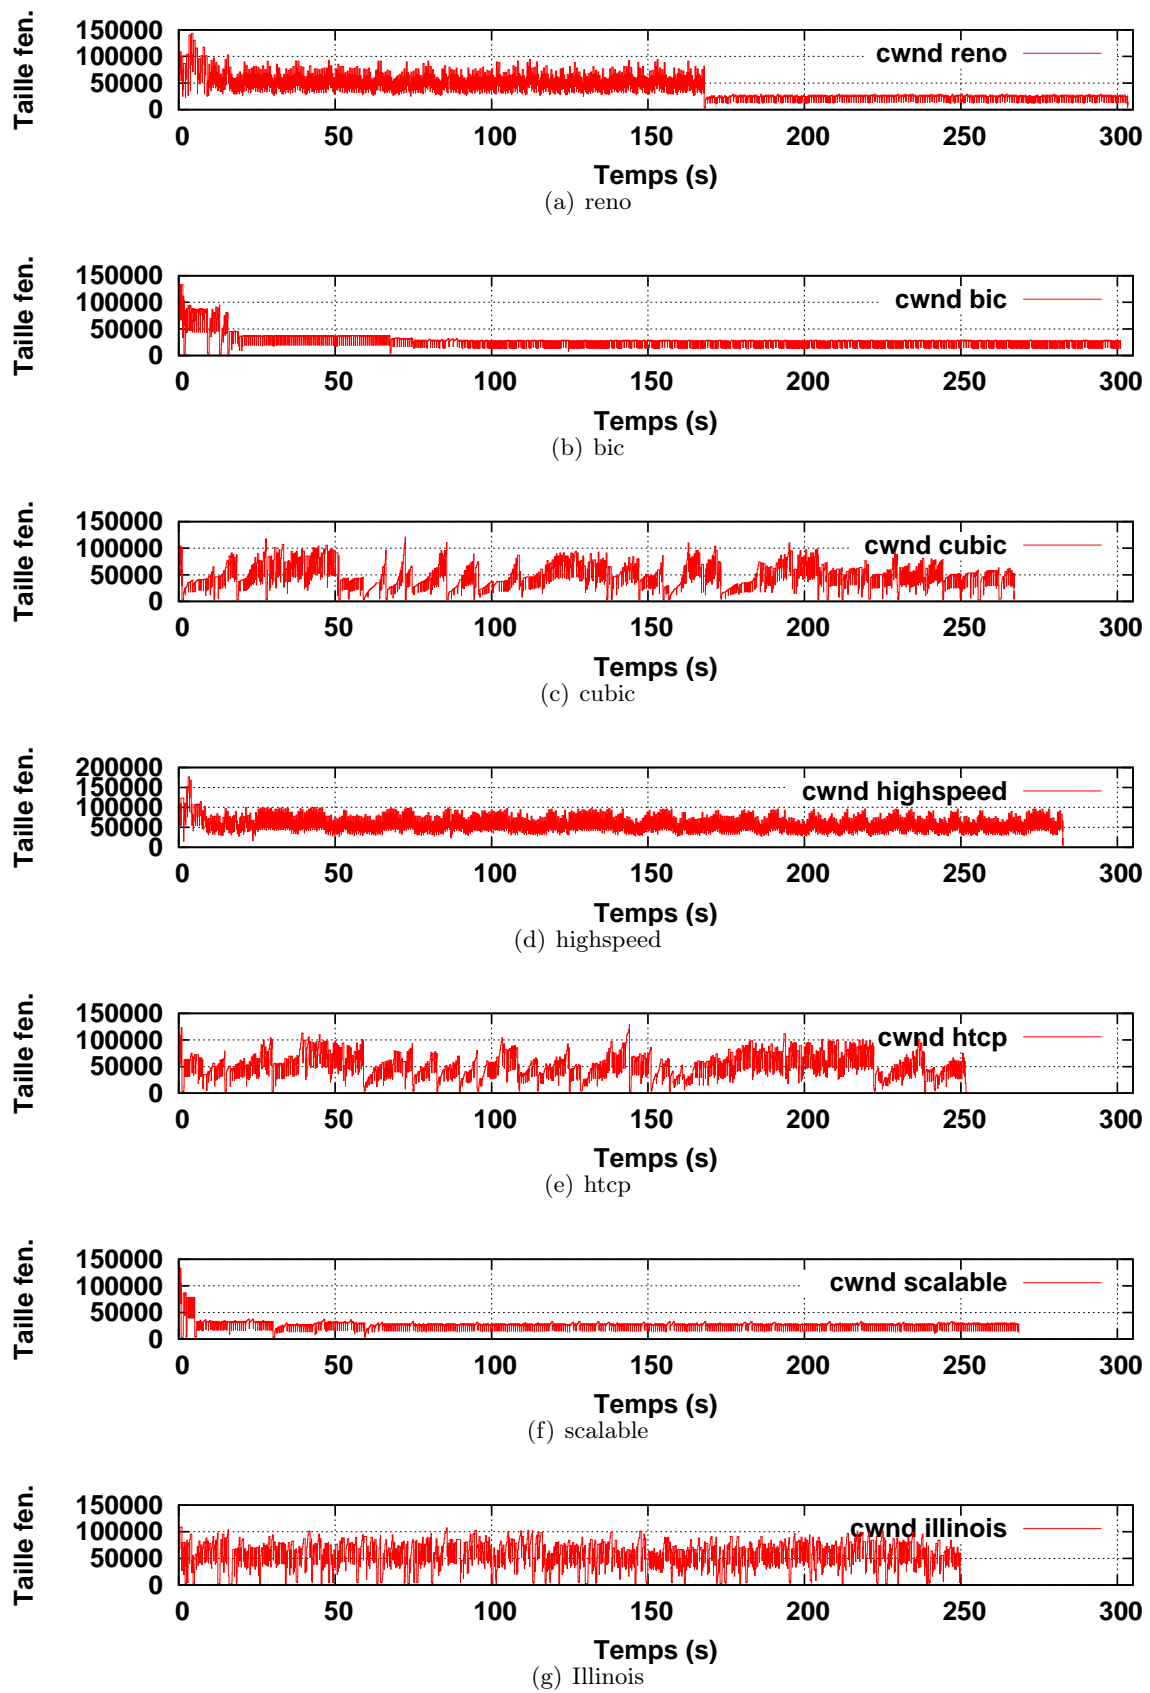 Taille fen.
150000
100000
50000
0
cwnd reno
0 50 100 150 200 250 300
Temps (s)
(a) reno
Taille fen.
150000
100000
50000
0
cwnd bic
0 50 100 150 200 250 300
Temps (s)
(b) bic
Taille fen.
150000
100000
50000
0
cwnd cubic
0 50 100 150 200 250 300
Temps (s)
(c) cubic
Taille fen.
200000
150000
100000
50000
0
cwnd highspeed
0 50 100 150 200 250 300
Temps (s)
(d) highspeed
Taille fen.
150000
100000
50000
0
cwnd htcp
0 50 100 150 200 250 300
Temps (s)
(e) htcp
Taille fen.
150000
100000
50000
0
cwnd scalable
0 50 100 150 200 250 300
Temps (s)
(f) scalable
Taille fen.
150000
100000
50000
0
cwnd illinois
0 50 100 150 200 250 300
Temps (s)
(g) Illinois